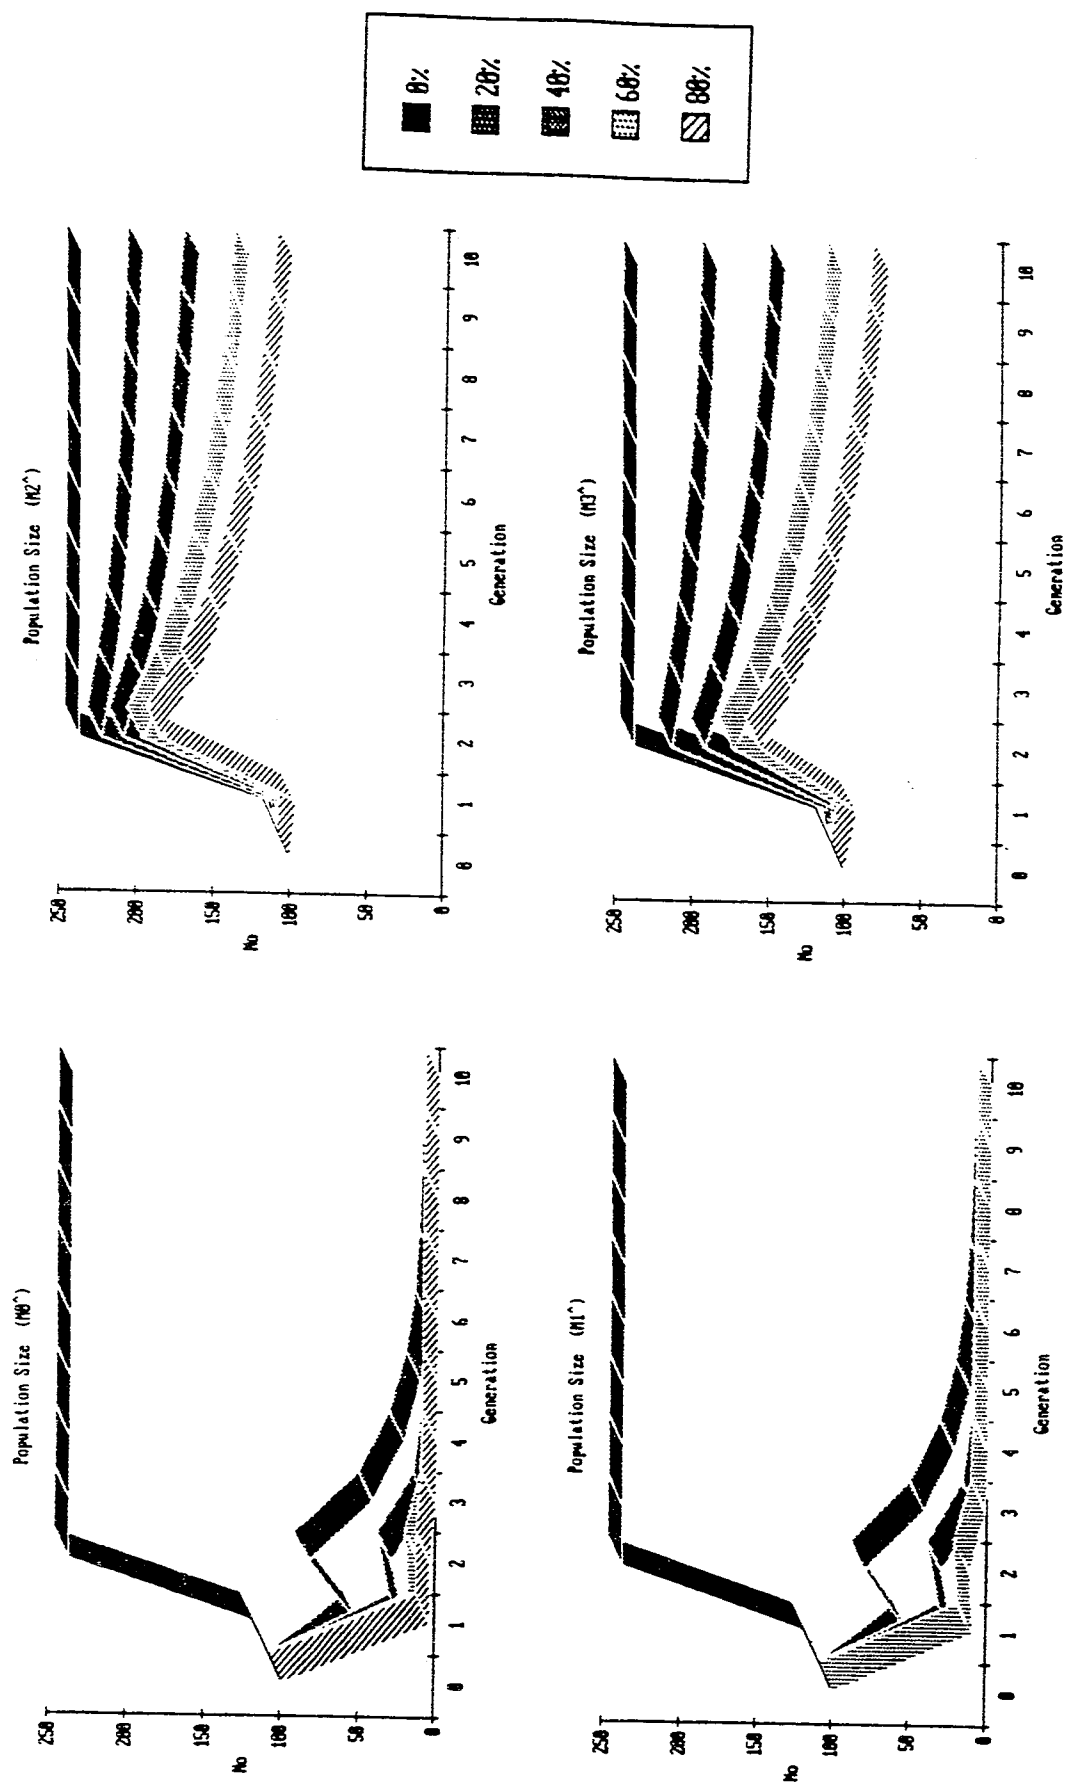 Population Size (M0^)
250
200
150
No
100
50
0
0 1 2 3 4 5 6 7 8 9 10
Generation
Population Size (M2^)
250
200
150
No
100
50
0
0 1 2 3 4 5 6 7 8 9 10
Generation
Population Size (M1^)
250
200
150
No
100
50
0
0 1 2 3 4 5 6 7 8 9 10
Generation
Population Size (M3^)
250
200
150
No
100
50
0
0 1 2 3 4 5 6 7 8 9 10
Generation
0%
20%
40%
60%
80%